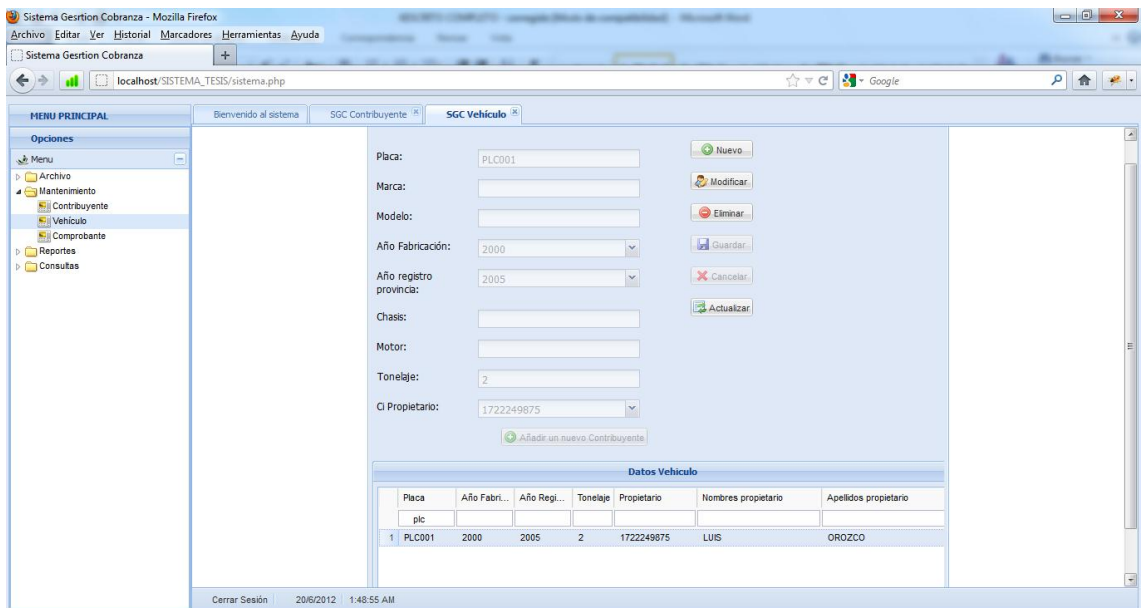 Sistema Gesrtion Cobranza - Mozilla Firefox
Archivo Editar Ver Historial Marcadores Herramientas Ayuda
Sistema Gesrtion Cobranza
localhost/SISTEMA_TESIS/sistema.php
Google
MENU PRINCIPAL
Bienvenido al sistema
SGC Contribuyente
SGC Vehículo
Opciones
Menu
Archivo
Mantenimiento
Contribuyente
Vehículo
Comprobante
Reportes
Consultas
Placa: PLC001
Nuevo
Marca:
Modificar
Modelo:
Eliminar
Año Fabricación: 2000
Guardar
Año registro provincia: 2005
Cancelar
Actualizar
Chasis:
Motor:
Tonelaje: 2
Ci Propietario: 1722249875
Añadir un nuevo Contribuyente
Datos Vehiculo
Placa Año Fabri... Año Regi... Tonelaje Propietario Nombres propietario Apellidos propietario
plc
1 PLC001 2000 2005 2 1722249875 LUIS OROZCO
Cerrar Sesión 20/6/2012 1:48:55 AM